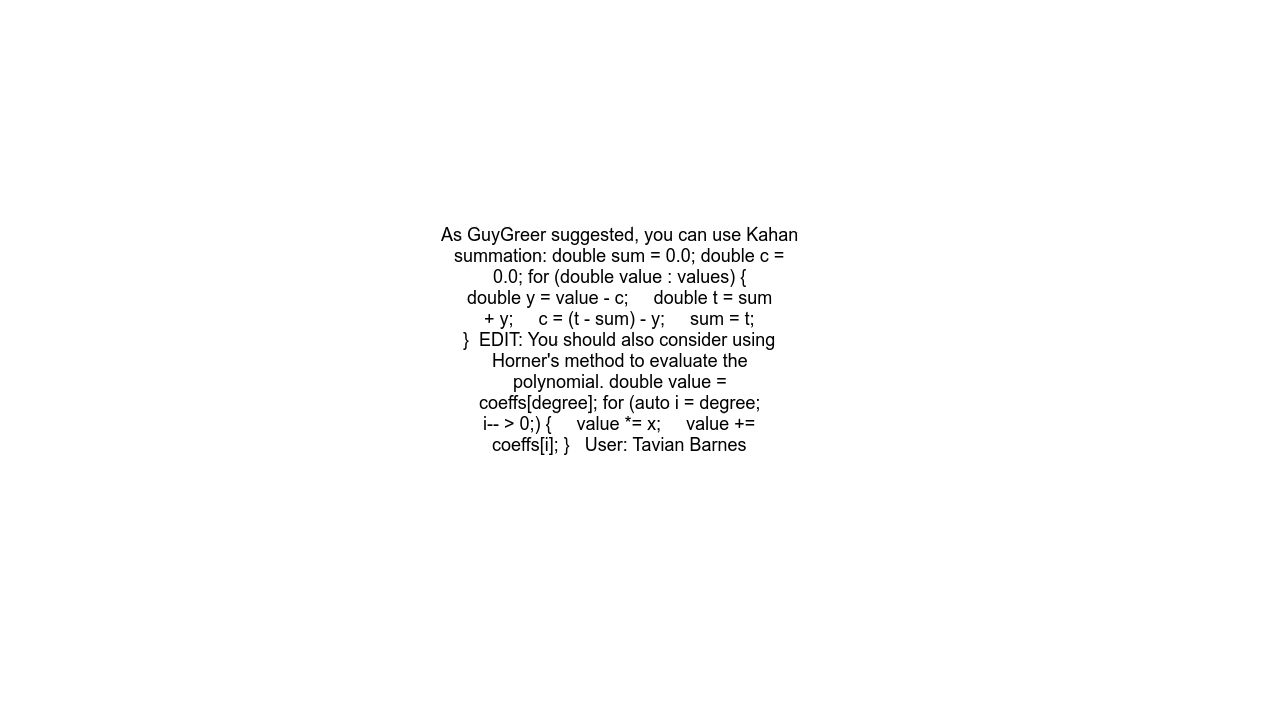 As GuyGreer suggested, you can use Kahan
summation: double sum = 0.0; double c =
0.0; for (double value : values) {
double y = value - c;     double t = sum
+ y;     c = (t - sum) - y;     sum = t;
}  EDIT: You should also consider using
Horner's method to evaluate the
polynomial. double value =
coeffs[degree]; for (auto i = degree;
i-- > 0;) {     value *= x;     value +=
coeffs[i]; }   User: Tavian Barnes